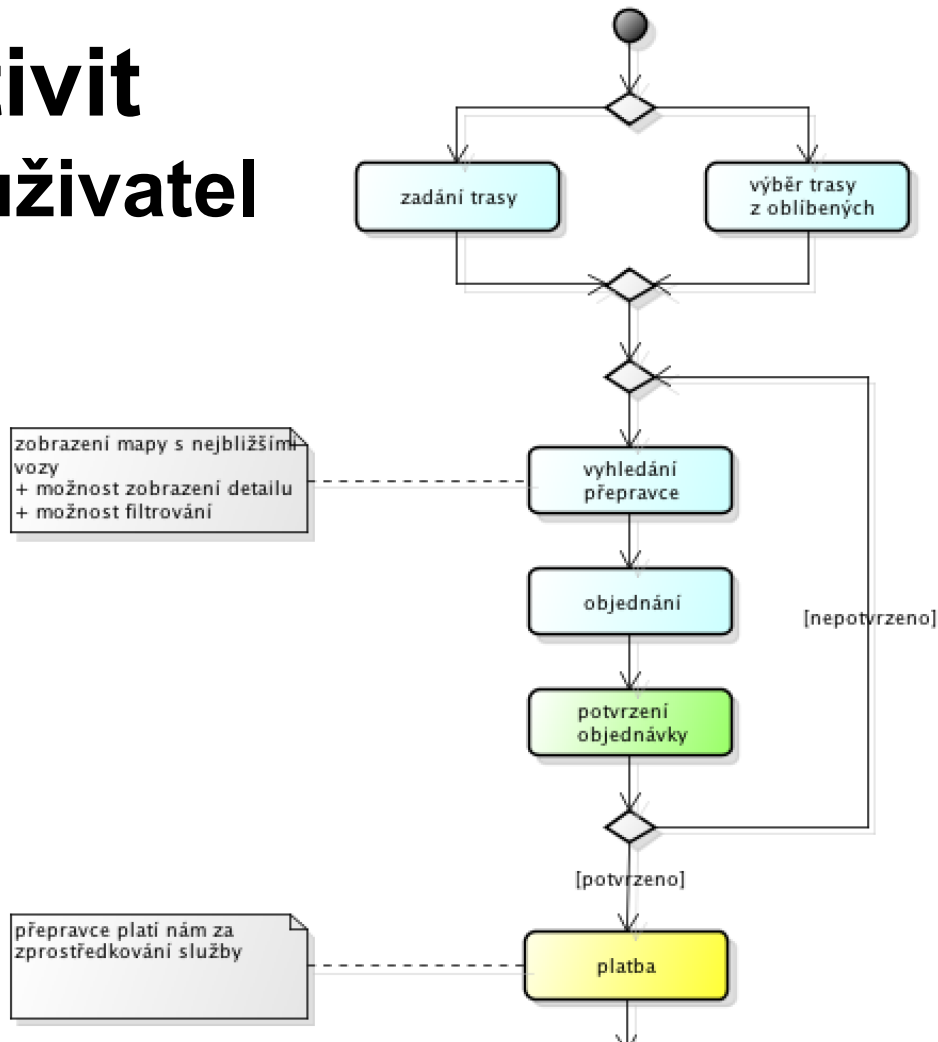 tivit
uživatel
zadání trasy
výběr trasy
z oblíbených
zobrazení mapy s nejbližšími
vozy
+ možnost zobrazení detailu
+ možnost filtrování
vyhledání
přepravce
objednání
[nepotvrzeno]
potvrzení
objednávky
[potvrzeno]
přepravce platí nám za
zprostředkování služby
platba